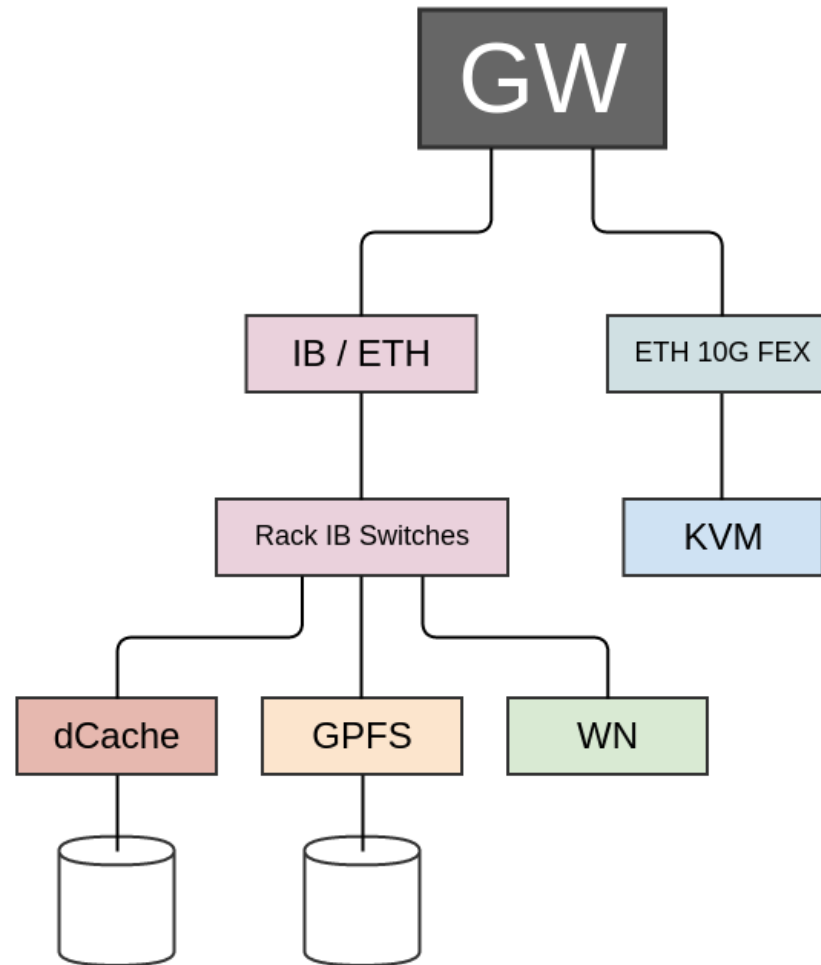 GW
IB / ETH
ETH 10G FEX
Rack IB Switches
KVM
dCache
GPFS
WN